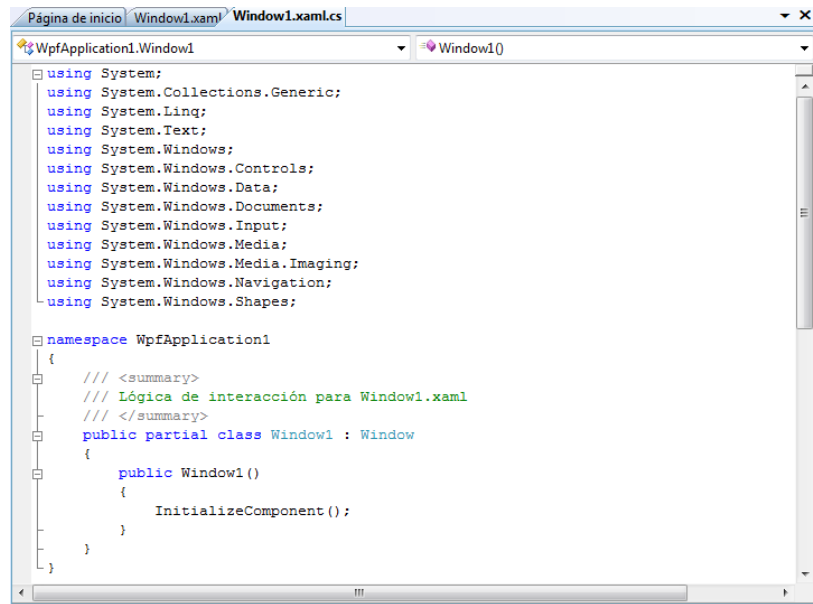 Página de inicio Window1.xaml Window1.xaml.cs
WpfApplication1.Window1 Window1()
using System;
using System.Collections.Generic;
using System.Linq;
using System.Text;
using System.Windows;
using System.Windows.Controls;
using System.Windows.Data;
using System.Windows.Documents;
using System.Windows.Input;
using System.Windows.Media;
using System.Windows.Media.Imaging;
using System.Windows.Navigation;
using System.Windows.Shapes;
namespace WpfApplication1
{
/// <summary>
/// Lógica de interacción para Window1.xaml
/// </summary>
public partial class Window1 : Window
{
public Window1()
{
InitializeComponent();
}
}
}